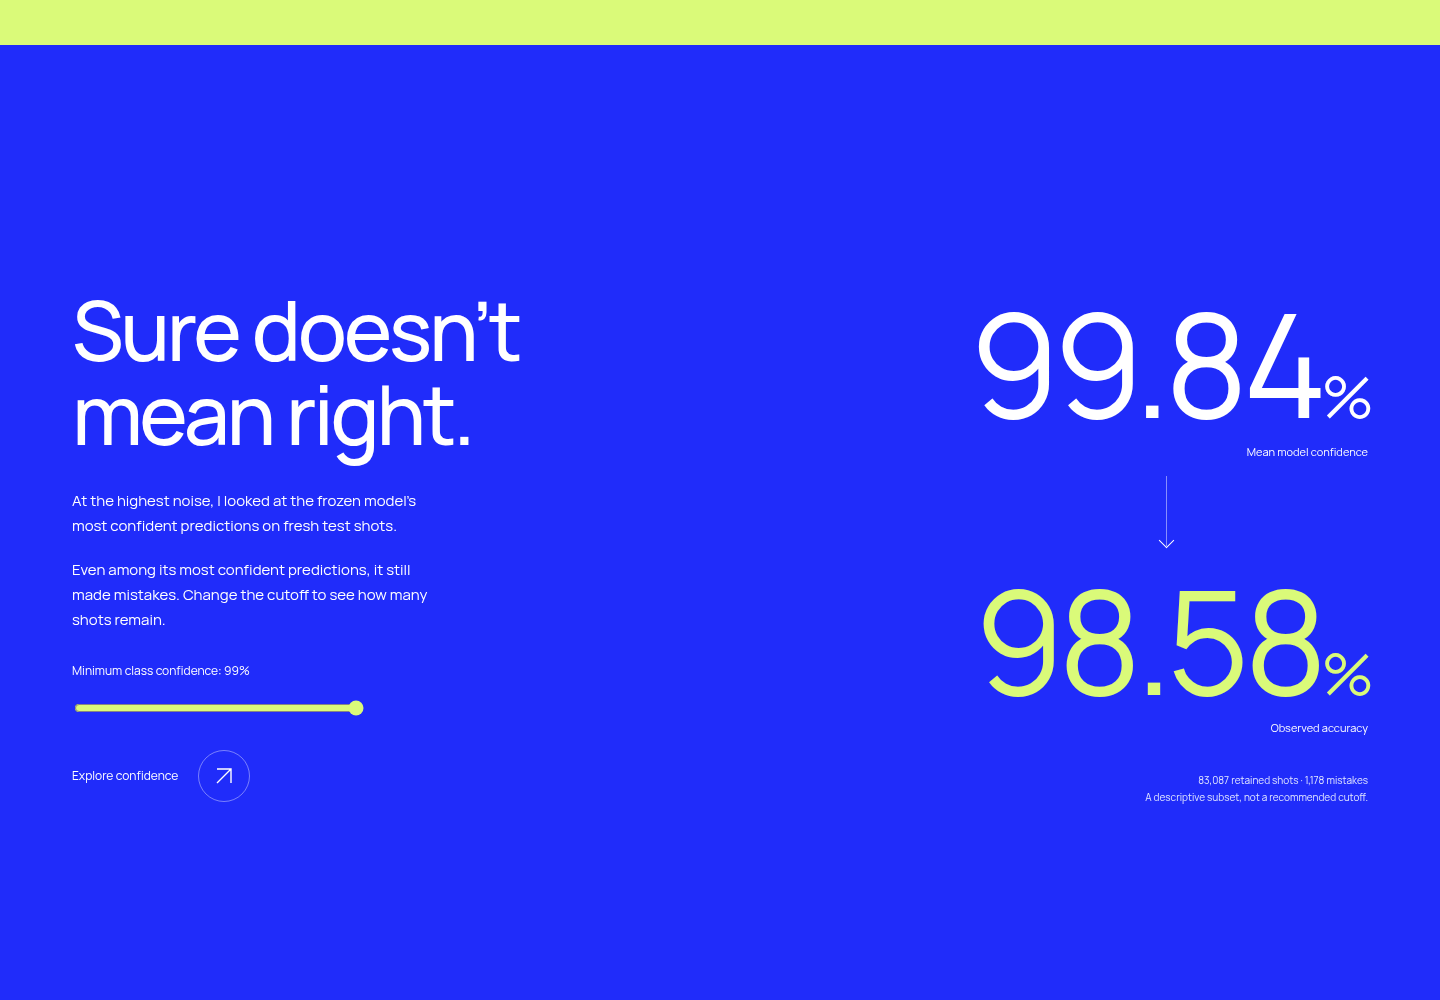 Sure doesn’t
mean right.
At the highest noise, I looked at the frozen model’s
most confident predictions on fresh test shots.
Even among its most confident predictions, it still
made mistakes. Change the cutoff to see how many
shots remain.
Minimum class confidence: 99%
Explore confidence
99.84%
Mean model confidence
98.58%
Observed accuracy
83,087 retained shots · 1,178 mistakes
A descriptive subset, not a recommended cutoff.